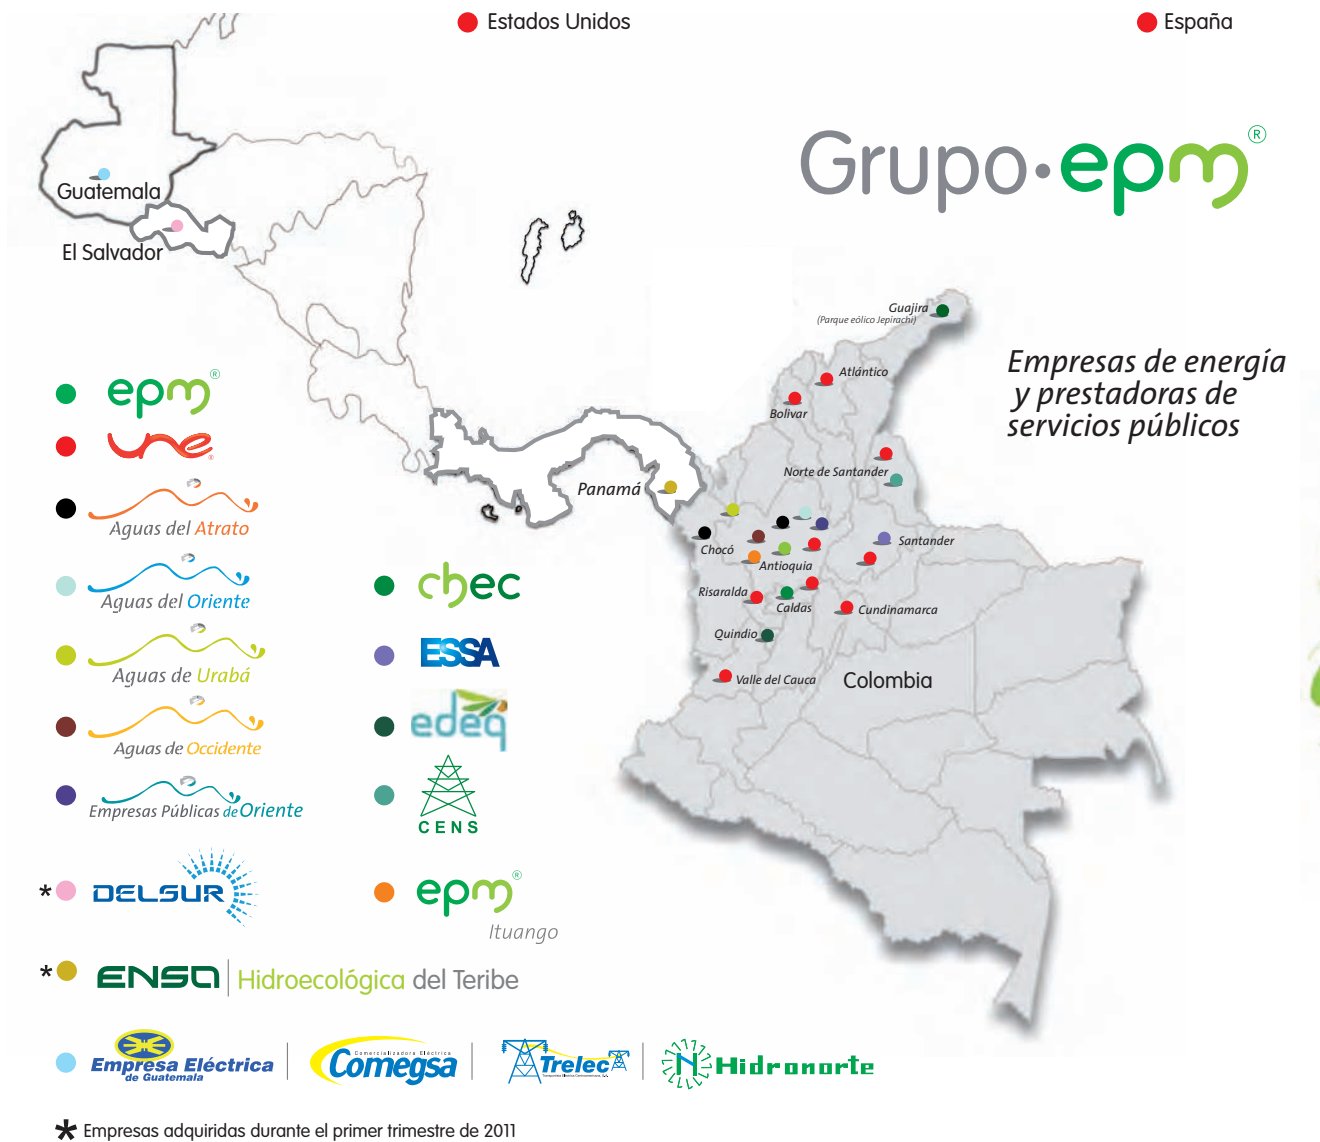 Estados Unidos
España
Grupo·epm®
Guatemala
El Salvador
Guajira
(Parque eólico Jepirachi)
Atlántico
Bolivar
Empresas de energía
y prestadoras de
servicios públicos
Norte de Santander
Panamá
Chocó
Santander
Antioquia
Risaralda
Caldas
Cundinamarca
Quindio
Valle del Cauca
Colombia
epm®
une®
Aguas del Atrato
Aguas del Oriente
chec
Aguas de Urabá
ESSA
Aguas de Occidente
edeq
Empresas Públicas de Oriente
CENS
* DELSUR
epm®
Ituango
* ENSA | Hidroecológica del Teribe
Empresa Eléctrica
de Guatemala
Comercializadora Eléctrica
Comegsa
Trelec
N Hidronorte
* Empresas adquiridas durante el primer trimestre de 2011